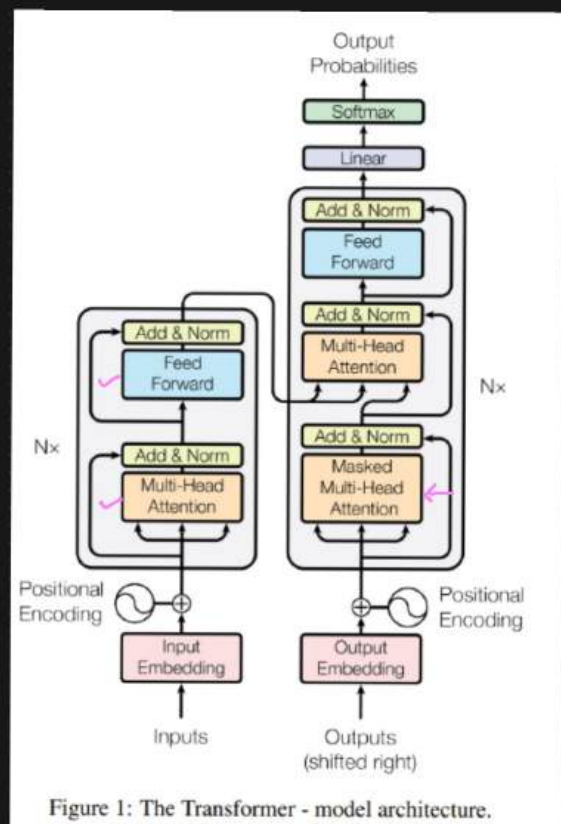 Output
Probabilities
Softmax
Linear
Add & Norm
Feed
Forward
Add & Norm
Multi-Head
Attention
Nx
Add & Norm
Masked
Multi-Head
Attention
Positional
Encoding
Output
Embedding
Outputs
(shifted right)
Add & Norm
Feed
Forward
Nx
Add & Norm
Multi-Head
Attention
Positional
Encoding
Input
Embedding
Inputs
Figure 1: The Transformer - model architecture.